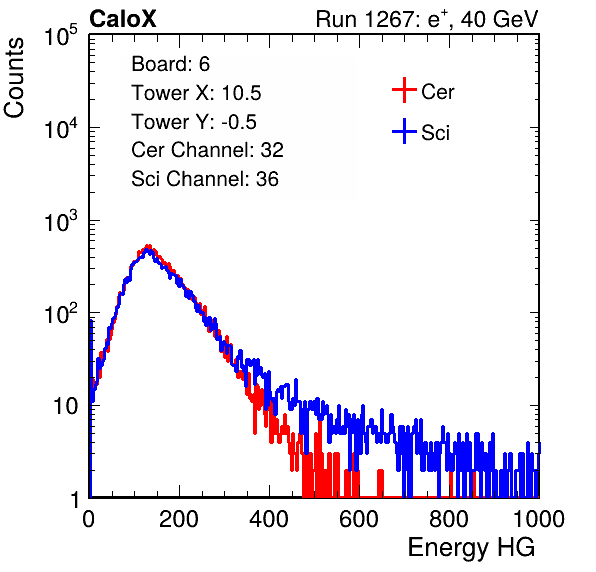 CaloX Run 1267: e+, 40 GeV
Counts
Board: 6
Tower X: 10.5
Tower Y: -0.5
Cer Channel: 32
Sci Channel: 36
Cer
Sci
10^5
10^4
10^3
10^2
10
1
0 200 400 600 800 1000
Energy HG